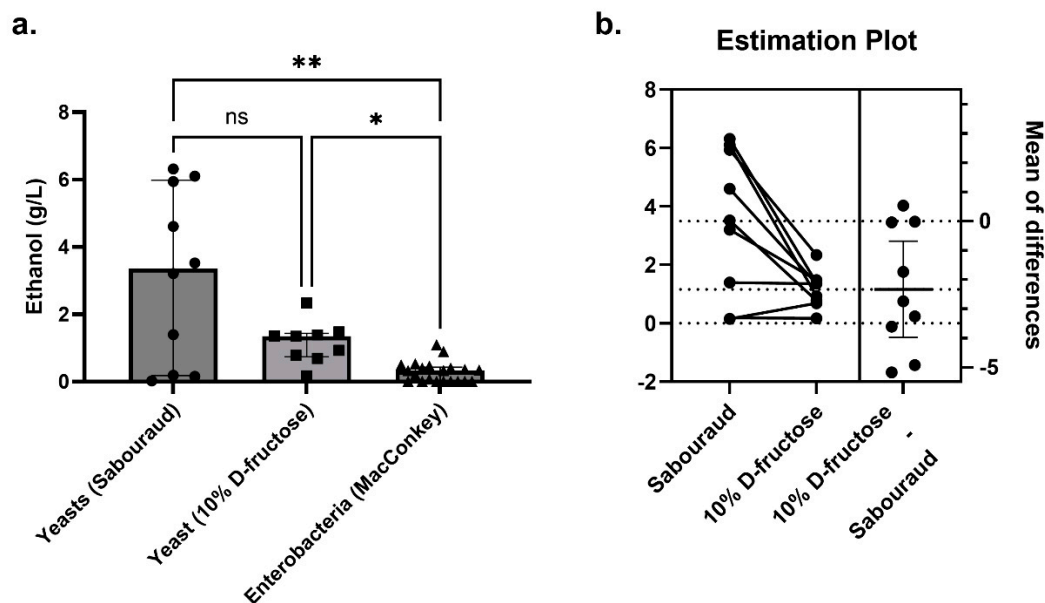 a.
**
ns
*
Ethanol (g/L)
8
6
4
2
0
Yeasts (Sabouraud)
Yeast (10% D-fructose)
Enterobacteria (MacConkey)
b.
Estimation Plot
8
6
4
2
0
-2
0
-5
Mean of differences
Sabouraud
10% D-fructose
10% D-fructose
-
Sabouraud